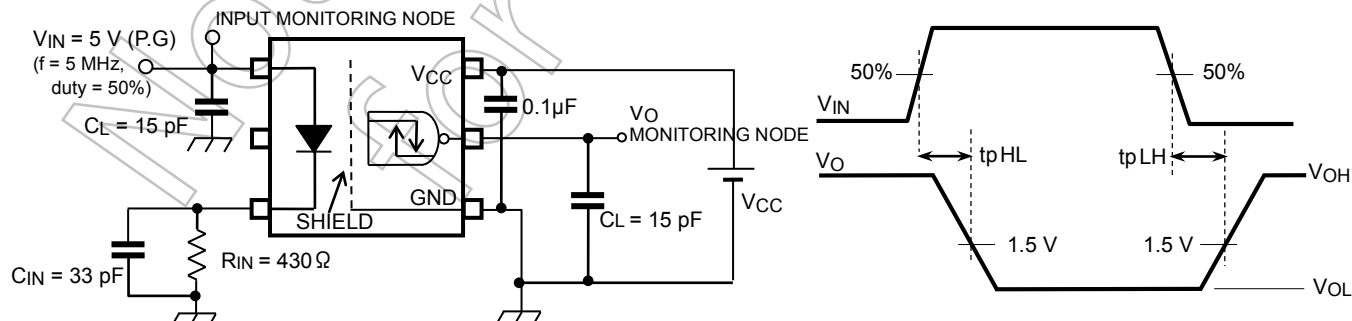 INPUT MONITORING NODE
VIN = 5 V (P.G)
(f = 5 MHz,
duty = 50%)
CL = 15 pF
VCC
0.1μF
VO
MONITORING NODE
GND
SHIELD
CL = 15 pF
VCC
CIN = 33 pF
RIN = 430 Ω
50%
50%
VIN
tpHL
tpLH
VO
VOH
1.5 V
1.5 V
VOL